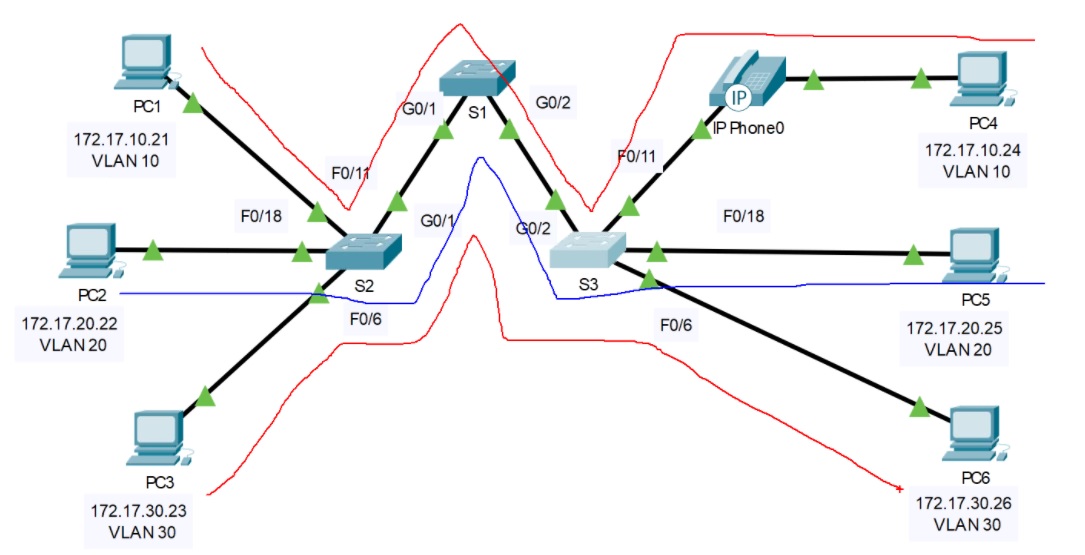 PC1
172.17.10.21
VLAN 10
G0/1
S1
G0/2
IP
IP Phone0
PC4
172.17.10.24
VLAN 10
F0/11
F0/11
F0/18
G0/1
G0/2
F0/18
PC2
172.17.20.22
VLAN 20
S2
S3
PC5
172.17.20.25
VLAN 20
F0/6
F0/6
PC3
172.17.30.23
VLAN 30
PC6
172.17.30.26
VLAN 30